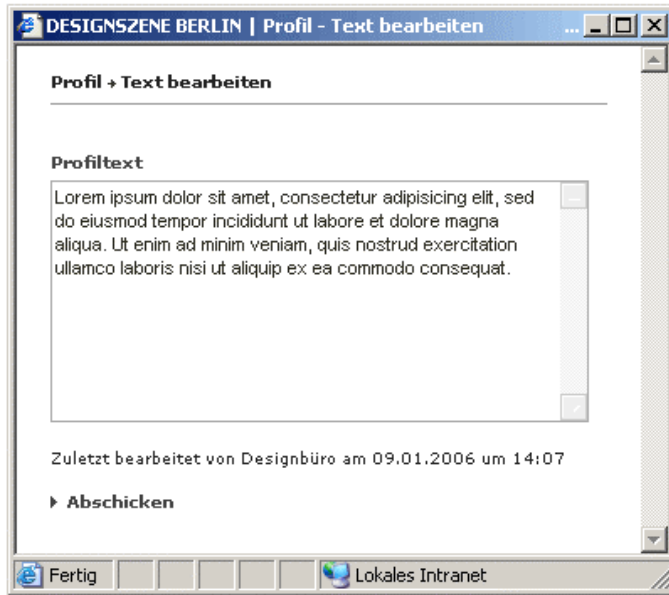 DESIGNSZENE BERLIN | Profil - Text bearbeiten ...
Profil → Text bearbeiten
Profiltext
Lorem ipsum dolor sit amet, consectetur adipisicing elit, sed
do eiusmod tempor incididunt ut labore et dolore magna
aliqua. Ut enim ad minim veniam, quis nostrud exercitation
ullamco laboris nisi ut aliquip ex ea commodo consequat.
Zuletzt bearbeitet von Designbüro am 09.01.2006 um 14:07
Abschicken
Fertig
Lokales Intranet